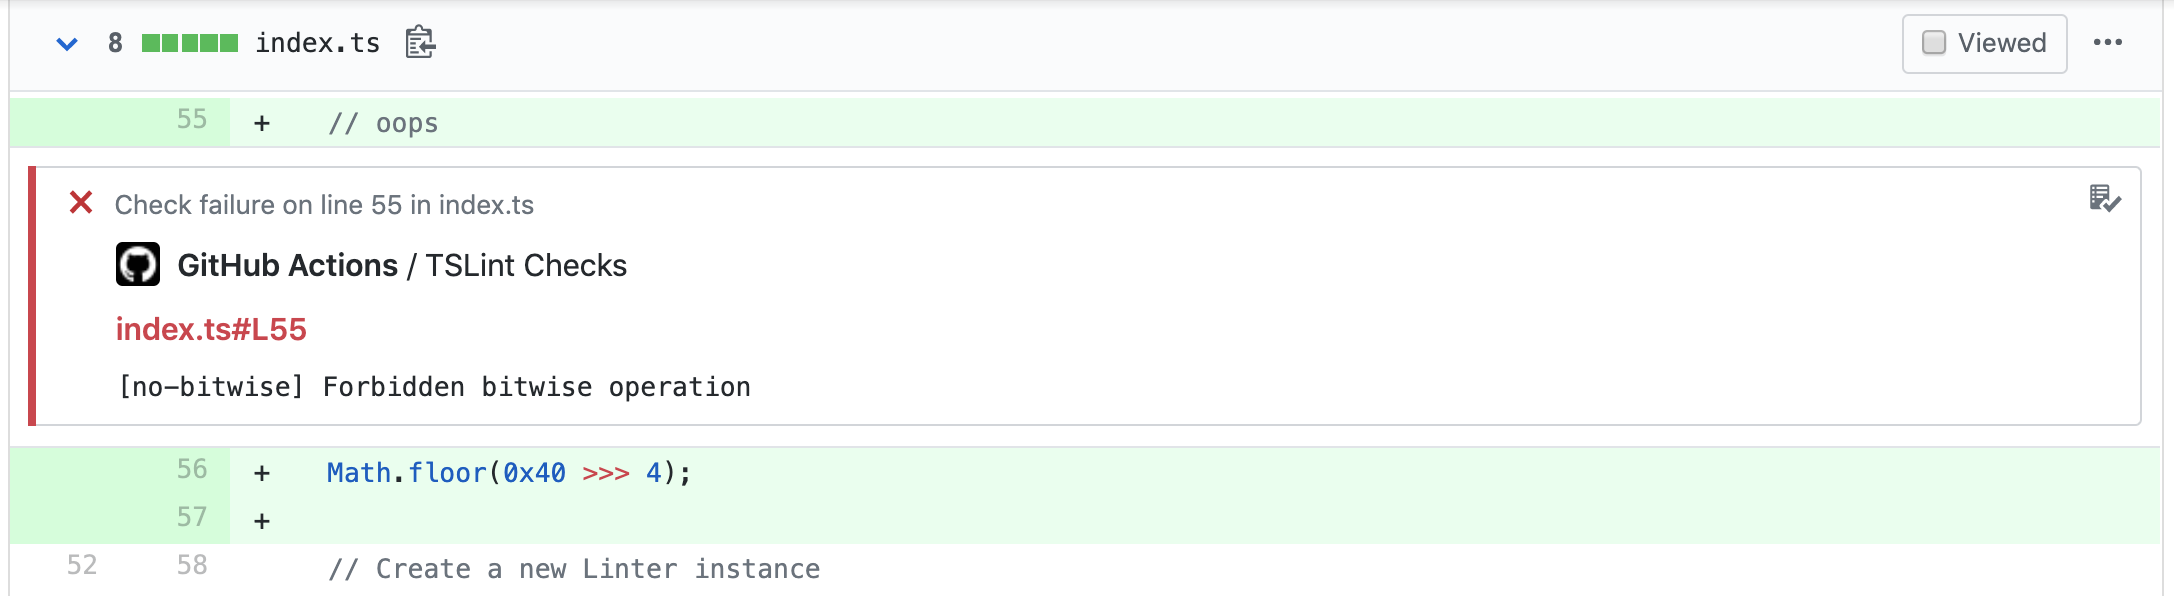 8 index.ts Viewed
55 + // oops
Check failure on line 55 in index.ts
GitHub Actions / TSLint Checks
index.ts#L55
[no-bitwise] Forbidden bitwise operation
56 + Math.floor(0x40 >>> 4);
57 +
52 58 // Create a new Linter instance